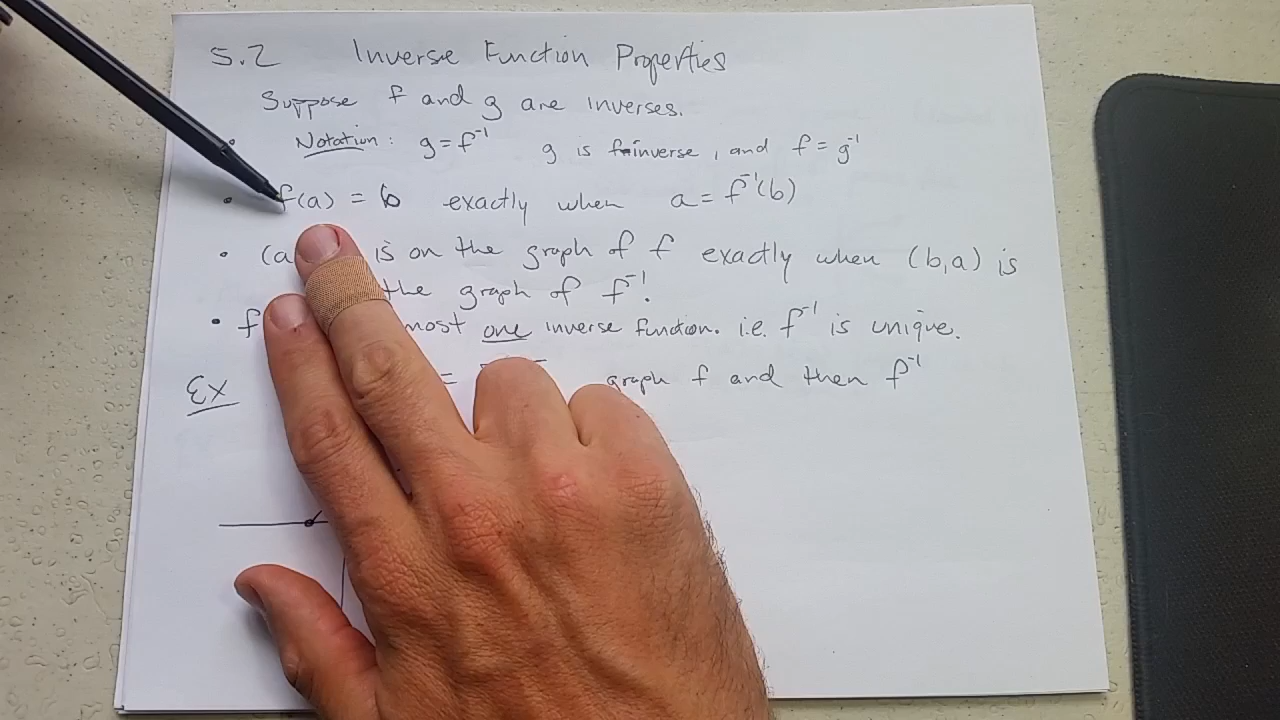 5.2 Inverse Function Properties
Suppose f and g are inverses.
Notation: g = f⁻¹ g is f inverse, and f = g⁻¹
• f(a) = b exactly when a = f⁻¹(b)
• (a is on the graph of f exactly when (b,a) is
the graph of f⁻¹.
• f most one inverse function. i.e. f⁻¹ is unique.
Ex = graph f and then f⁻¹